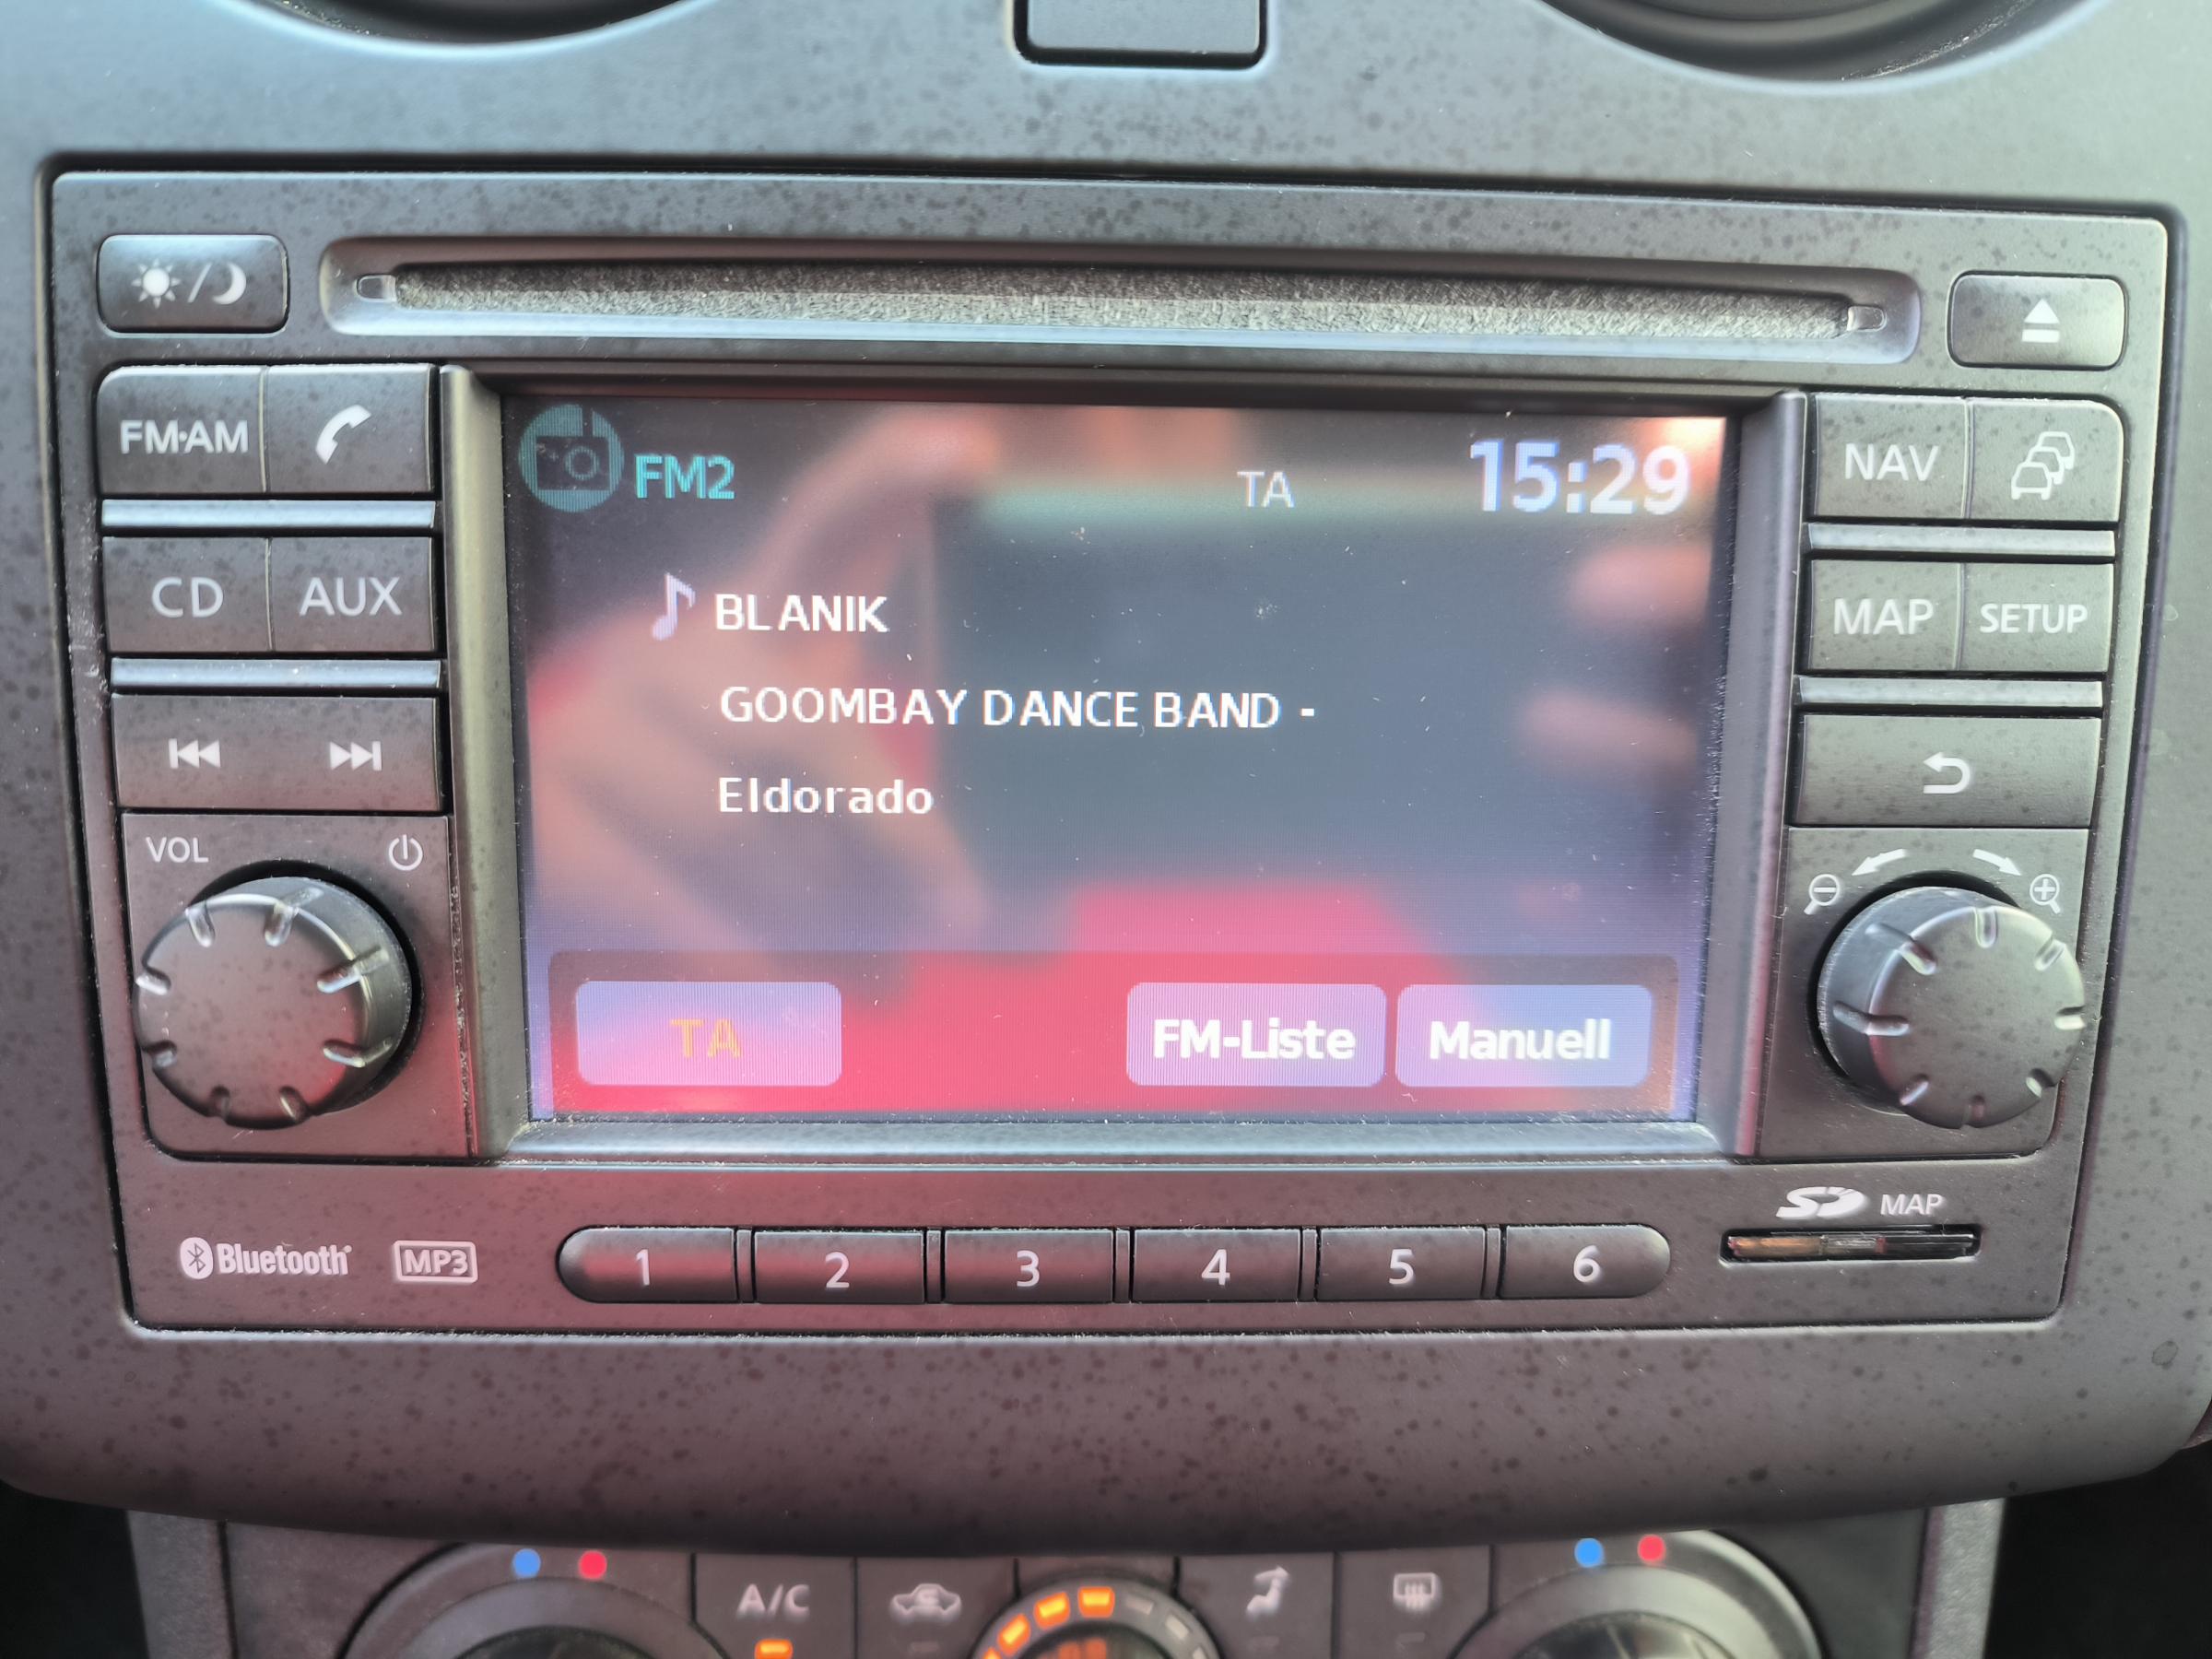 FM·AM
CD AUX
VOL
FM2 TA 15:29
BLANIK
GOOMBAY DANCE BAND -
Eldorado
TA FM-Liste Manuell
NAV
MAP SETUP
Bluetooth MP3 1 2 3 4 5 6 SD MAP
A/C